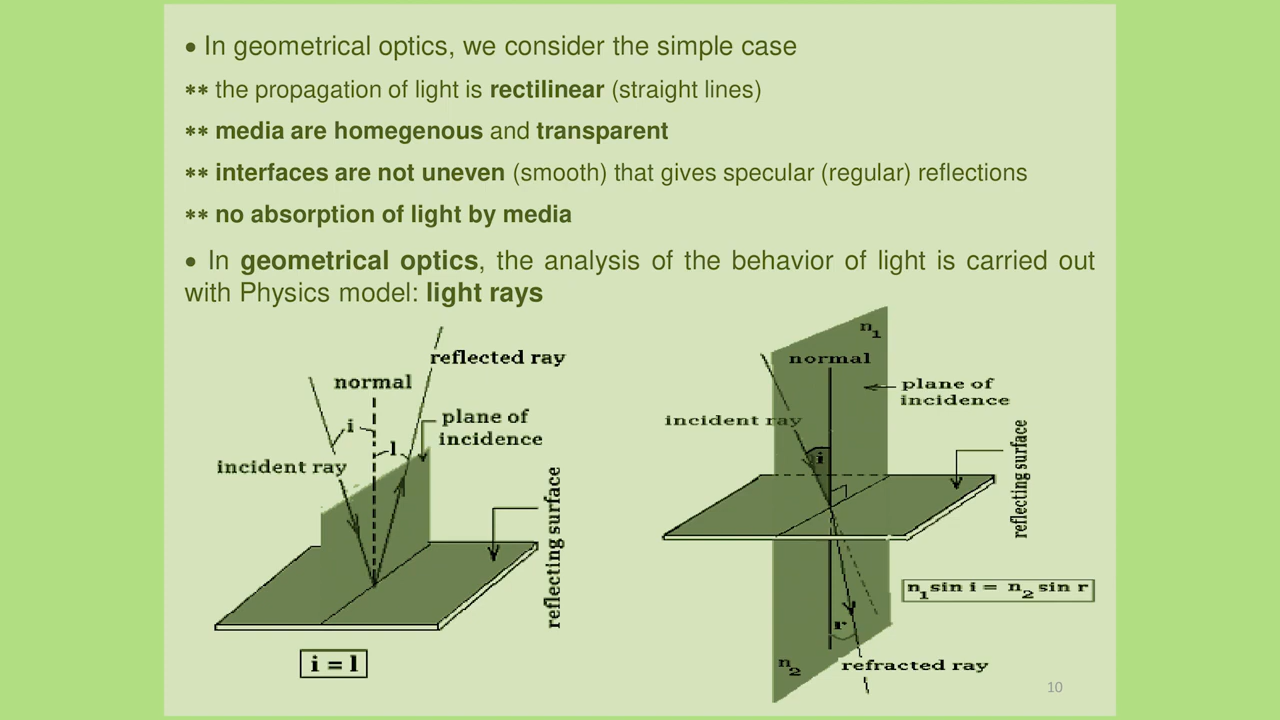 • In geometrical optics, we consider the simple case
** the propagation of light is rectilinear (straight lines)
** media are homegenous and transparent
** interfaces are not uneven (smooth) that gives specular (regular) reflections
** no absorption of light by media
• In geometrical optics, the analysis of the behavior of light is carried out
with Physics model: light rays
reflected ray
normal
i
l
plane of
incidence
incident ray
reflecting surface
i = l
n1
normal
plane of
incidence
incident ray
i
reflecting surface
n1 sin i = n2 sin r
r
n2
refracted ray
10